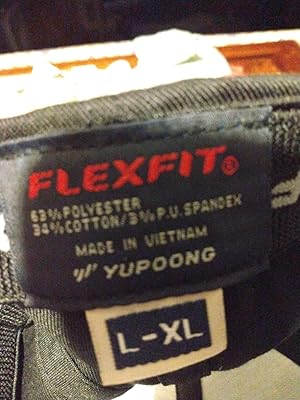 FLEXFIT®
63% POLYESTER
34% COTTON/3% P.U. SPANDEX
MADE IN VIETNAM
YUPOONG
L-XL